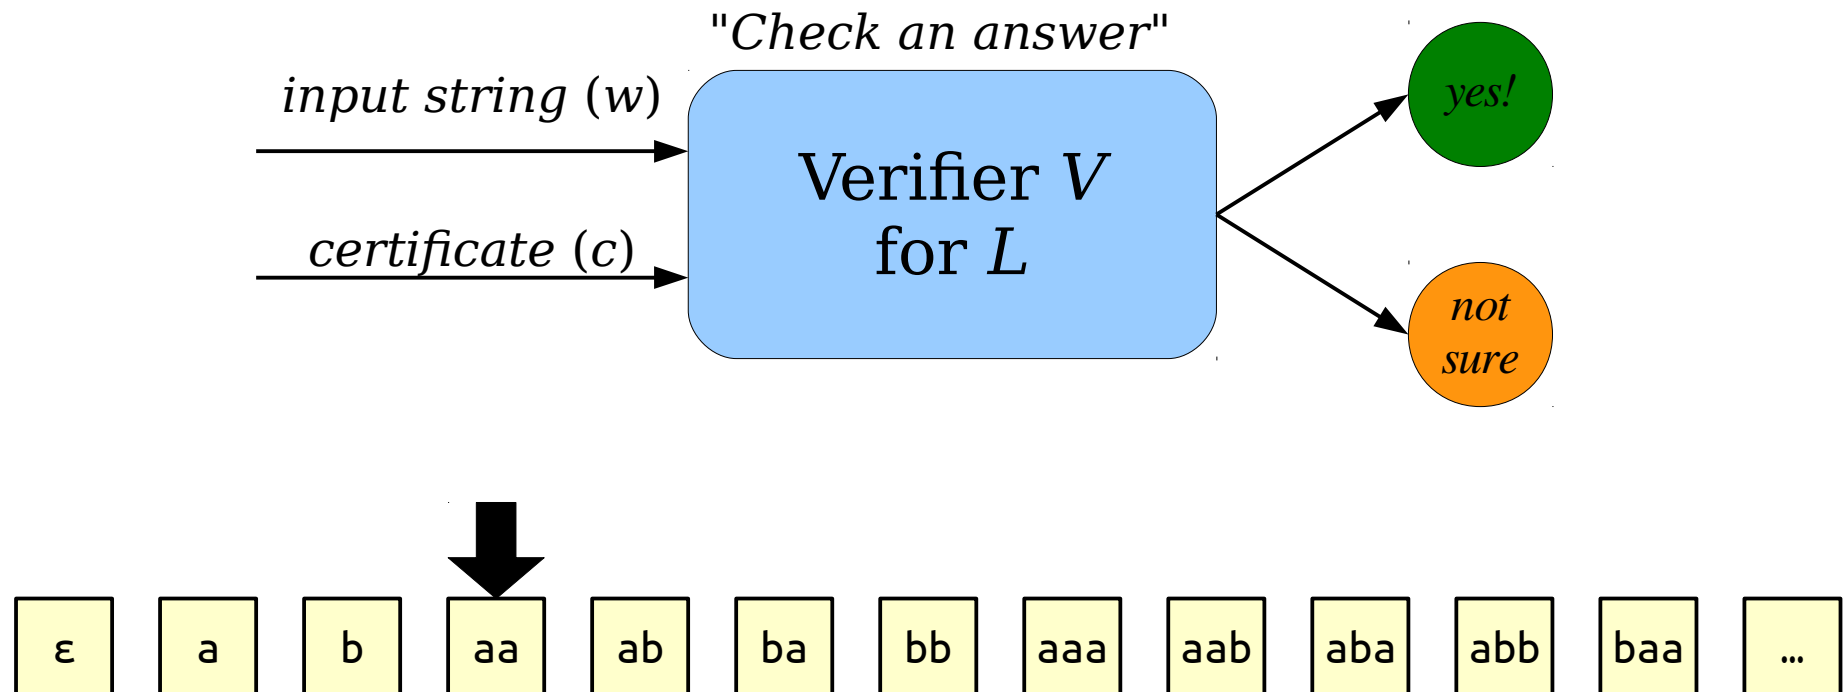 "Check an answer"
input string (w)
certificate (c)
Verifier V
for L
yes!
not
sure
ε a b aa ab ba bb aaa aab aba abb baa …